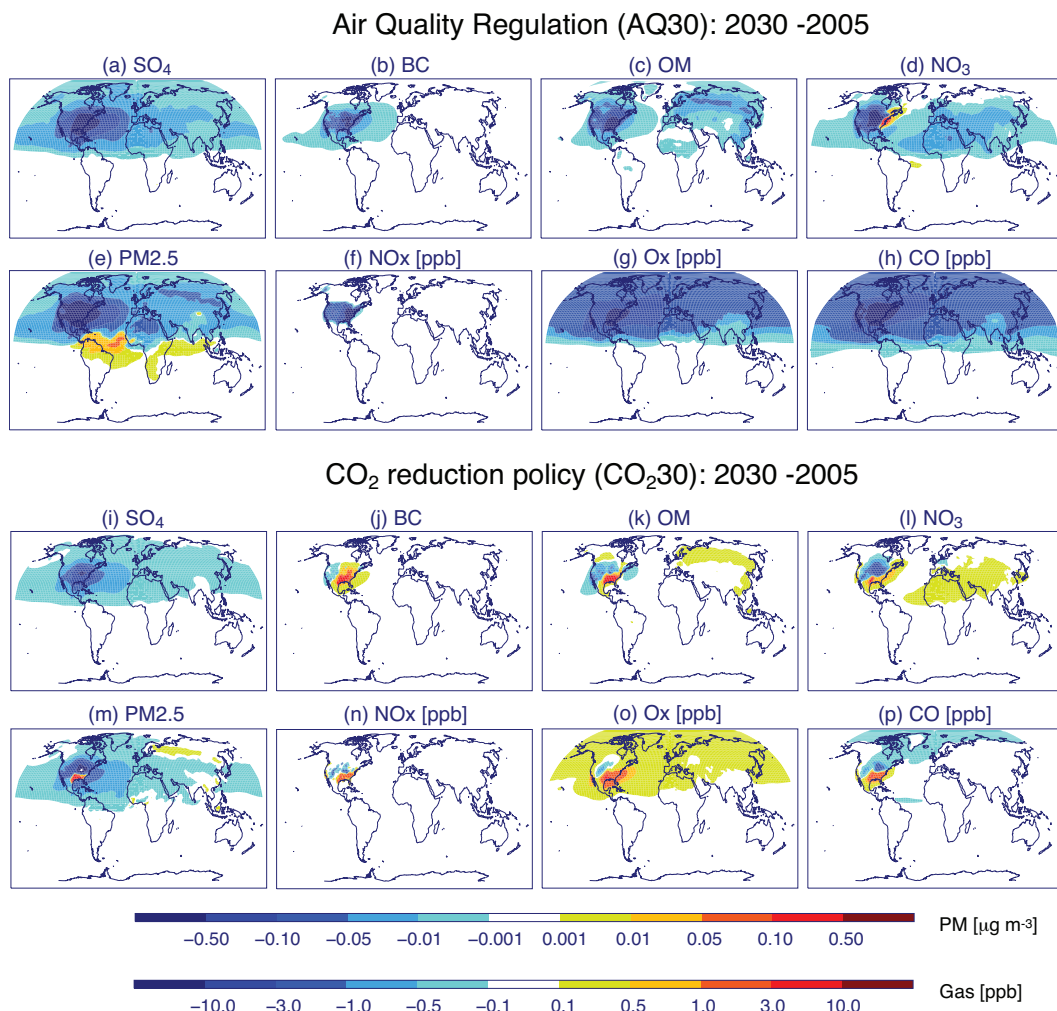 Air Quality Regulation (AQ30): 2030 -2005
(a) SO4 (b) BC (c) OM (d) NO3
(e) PM2.5 (f) NOx [ppb] (g) Ox [ppb] (h) CO [ppb]
CO2 reduction policy (CO230): 2030 -2005
(i) SO4 (j) BC (k) OM (l) NO3
(m) PM2.5 (n) NOx [ppb] (o) Ox [ppb] (p) CO [ppb]
PM [µg m-3]
−0.50 −0.10 −0.05 −0.01 −0.001 0.001 0.01 0.05 0.10 0.50
Gas [ppb]
−10.0 −3.0 −1.0 −0.5 −0.1 0.1 0.5 1.0 3.0 10.0